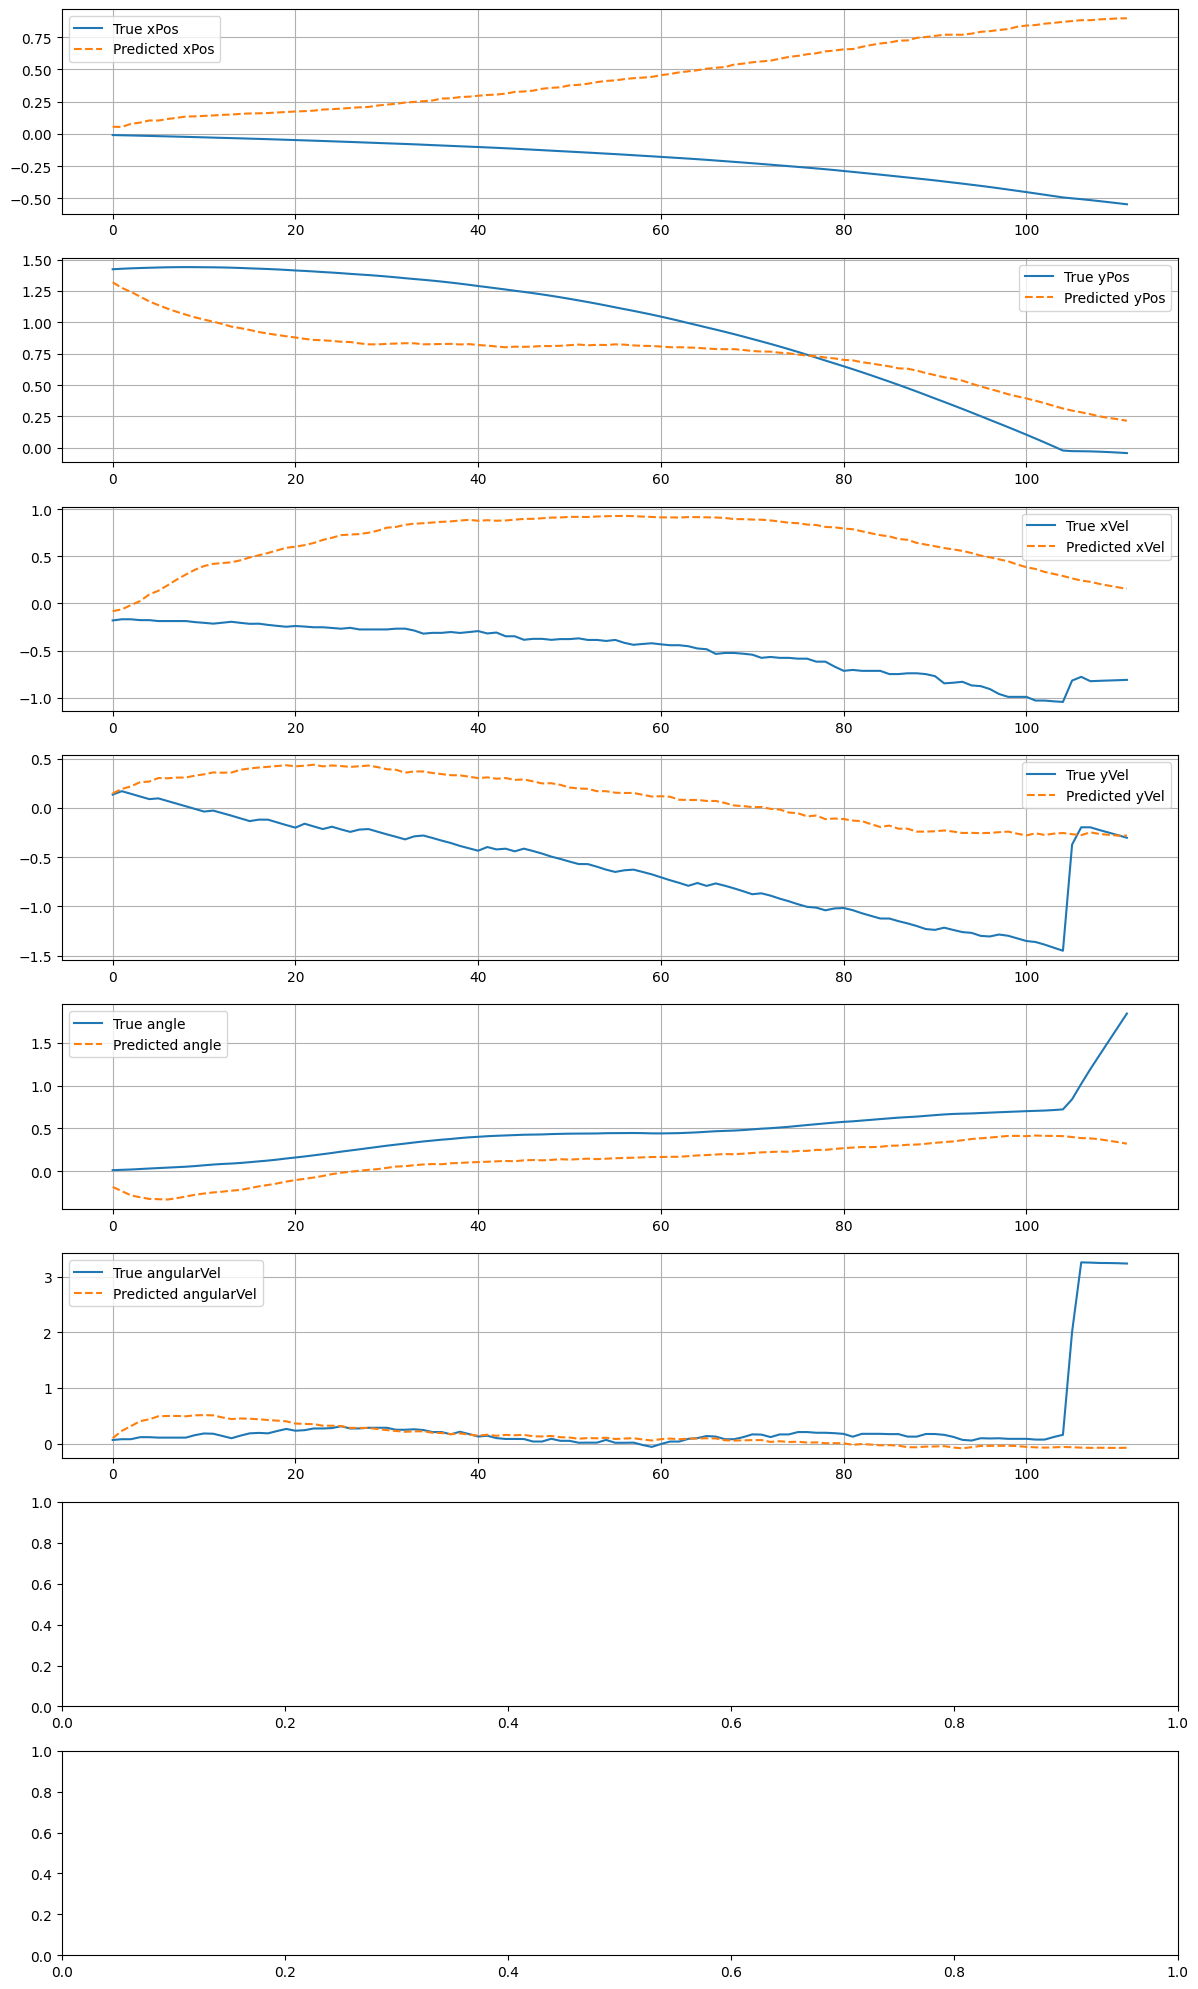 True xPos
Predicted xPos
0.75
0.50
0.25
0.00
−0.25
−0.50
0 20 40 60 80 100
True yPos
Predicted yPos
1.50
1.25
1.00
0.75
0.50
0.25
0.00
0 20 40 60 80 100
True xVel
Predicted xVel
1.0
0.5
0.0
−0.5
−1.0
0 20 40 60 80 100
True yVel
Predicted yVel
0.5
0.0
−0.5
−1.0
−1.5
0 20 40 60 80 100
True angle
Predicted angle
1.5
1.0
0.5
0.0
0 20 40 60 80 100
True angularVel
Predicted angularVel
3
2
1
0
0 20 40 60 80 100
1.0
0.8
0.6
0.4
0.2
0.0
0.0 0.2 0.4 0.6 0.8 1.0
1.0
0.8
0.6
0.4
0.2
0.0
0.0 0.2 0.4 0.6 0.8 1.0